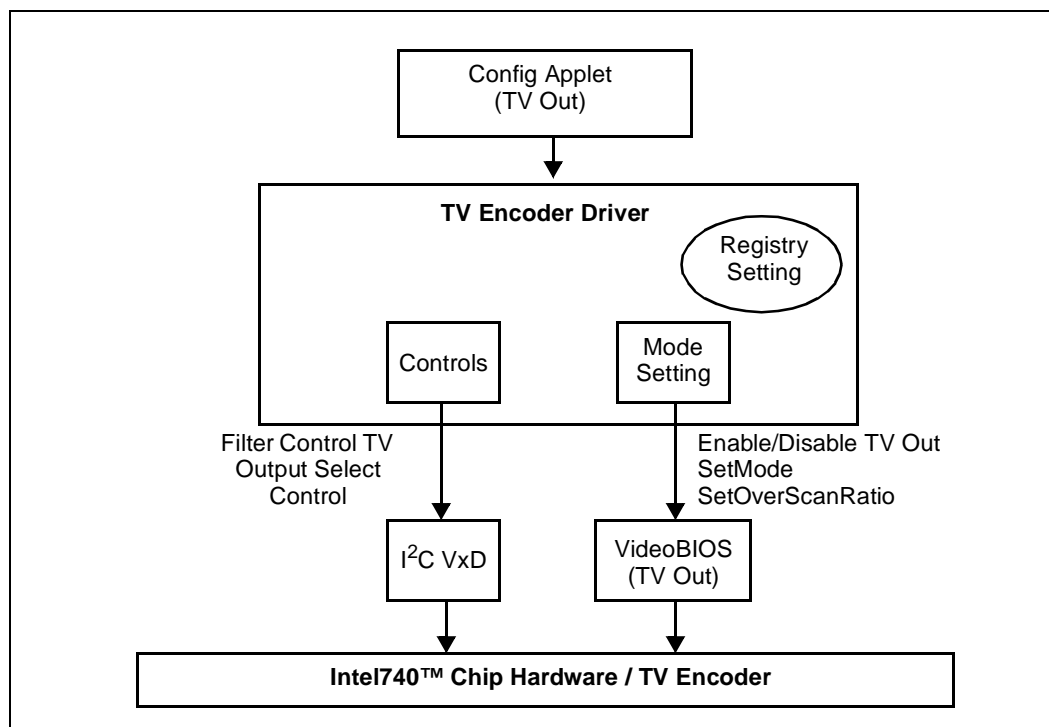 Config Applet
(TV Out)
TV Encoder Driver
Registry
Setting
Controls
Mode
Setting
Filter Control TV
Output Select
Control
Enable/Disable TV Out
SetMode
SetOverScanRatio
I²C VxD
VideoBIOS
(TV Out)
Intel740™ Chip Hardware / TV Encoder